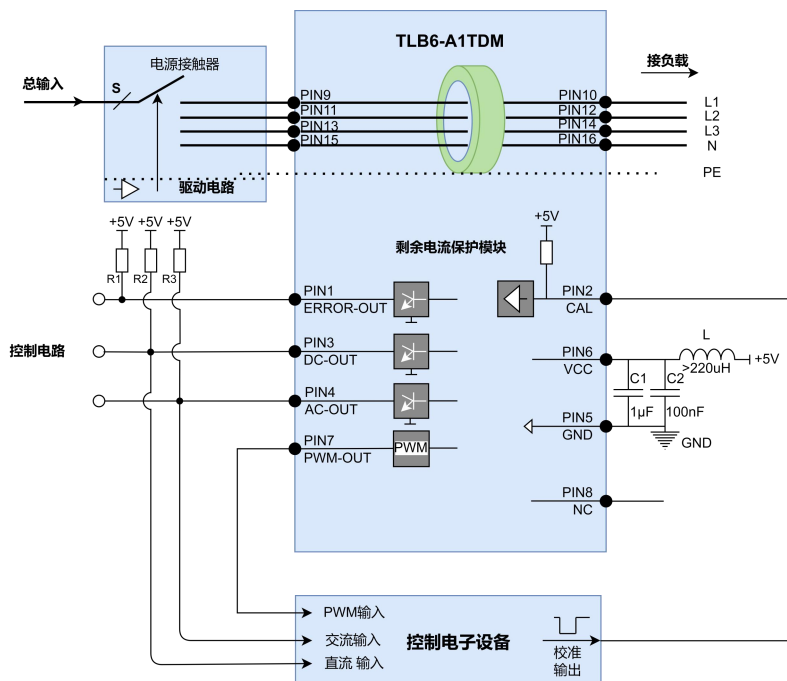 TLB6-A1TDM
电源接触器
接负载
总输入
S
PIN9
PIN10
L1
PIN11
PIN12
L2
PIN13
PIN14
L3
PIN15
PIN16
N
PE
驱动电路
+5V
+5V
+5V
+5V
剩余电流保护模块
R1
R2
R3
PIN1
ERROR-OUT
PIN2
CAL
控制电路
PIN3
DC-OUT
PIN6
VCC
L
>220uH
+5V
PIN4
AC-OUT
C1
C2
1μF
100nF
PIN5
GND
GND
PIN7
PWM-OUT
PWM
PIN8
NC
PWM输入
交流输入
直流 输入
控制电子设备
校准
输出